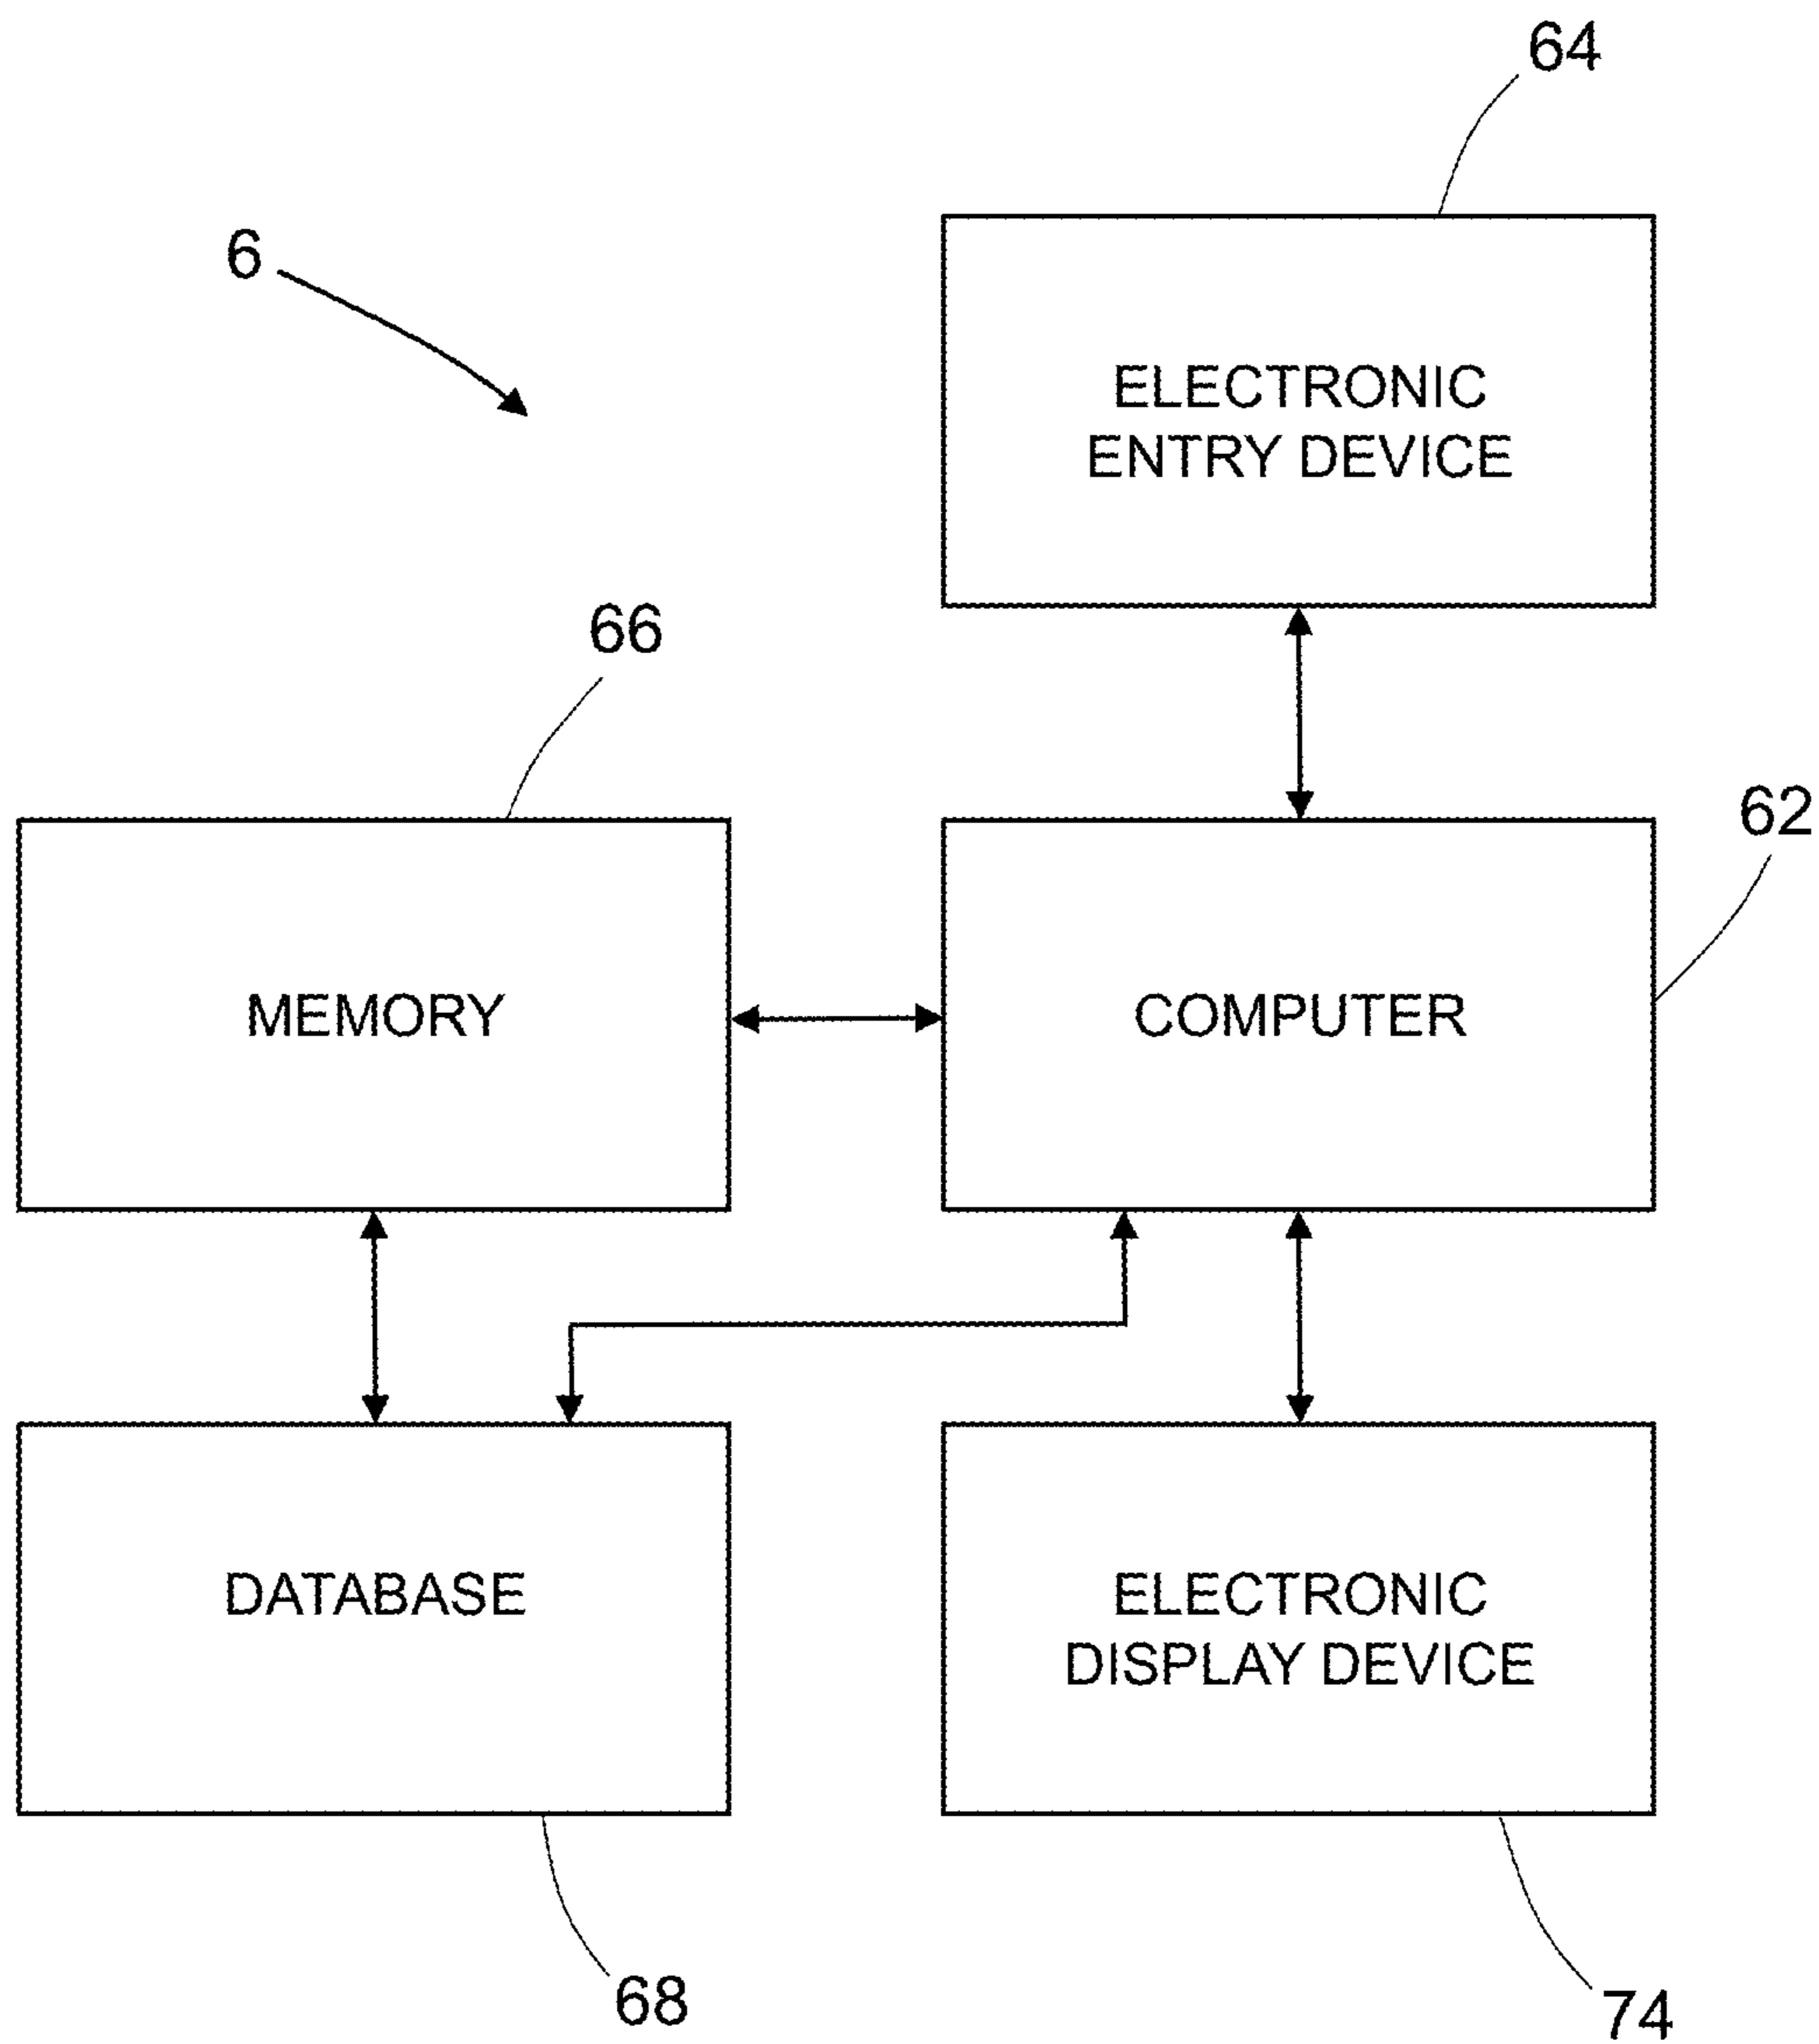 64
6
ELECTRONIC
ENTRY DEVICE
66
62
MEMORY
COMPUTER
DATABASE
ELECTRONIC
DISPLAY DEVICE
68
74